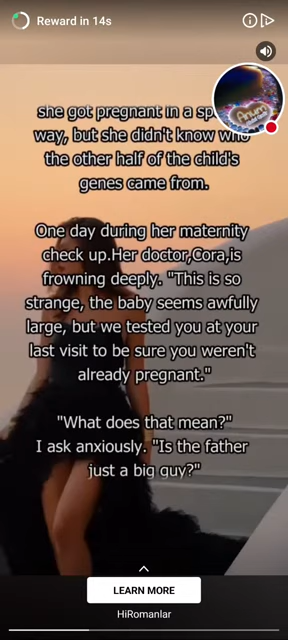 Reward in 14s
she got pregnant in a
way, but she didn't know who
the other half of the child's
genes came from.
One day during her maternity
check up.Her doctor,Cora,is
frowning deeply. "This is so
strange, the baby seems awfully
large, but we tested you at your
last visit to be sure you weren't
already pregnant."
"What does that mean?"
I ask anxiously. "Is the father
just a big guy?"
LEARN MORE
HiRomanlar